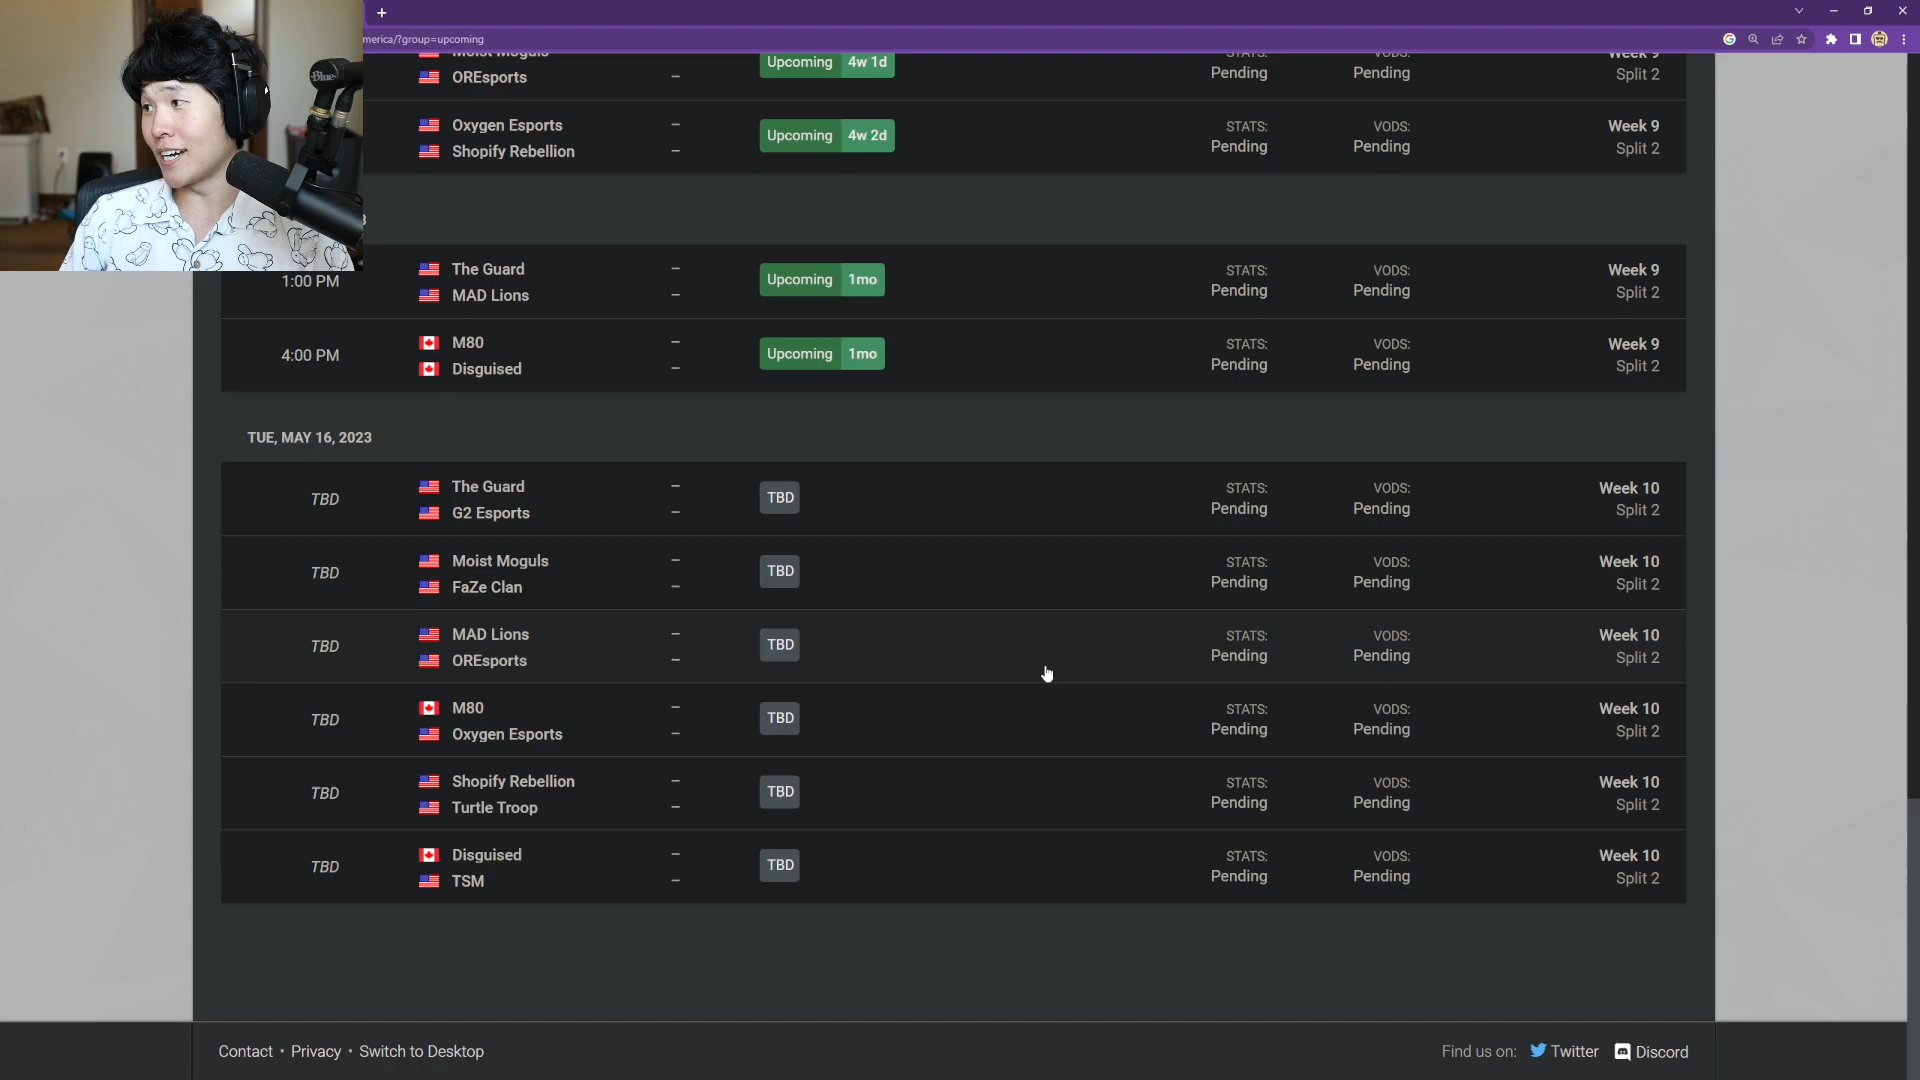 merica/?group=upcoming
Moist Moguls
OREsports
–
Upcoming 4w 1d
STATS:
Pending
VODS:
Pending
Week 9
Split 2
Oxygen Esports –
Shopify Rebellion –
Upcoming 4w 2d
STATS:
Pending
VODS:
Pending
Week 9
Split 2
3
1:00 PM
The Guard –
MAD Lions –
Upcoming 1mo
STATS:
Pending
VODS:
Pending
Week 9
Split 2
4:00 PM
M80 –
Disguised –
Upcoming 1mo
STATS:
Pending
VODS:
Pending
Week 9
Split 2
TUE, MAY 16, 2023
TBD
The Guard –
G2 Esports –
TBD
STATS:
Pending
VODS:
Pending
Week 10
Split 2
TBD
Moist Moguls –
FaZe Clan –
TBD
STATS:
Pending
VODS:
Pending
Week 10
Split 2
TBD
MAD Lions –
OREsports –
TBD
STATS:
Pending
VODS:
Pending
Week 10
Split 2
TBD
M80 –
Oxygen Esports –
TBD
STATS:
Pending
VODS:
Pending
Week 10
Split 2
TBD
Shopify Rebellion –
Turtle Troop –
TBD
STATS:
Pending
VODS:
Pending
Week 10
Split 2
TBD
Disguised –
TSM –
TBD
STATS:
Pending
VODS:
Pending
Week 10
Split 2
Contact • Privacy • Switch to Desktop
Find us on: Twitter Discord
Blue